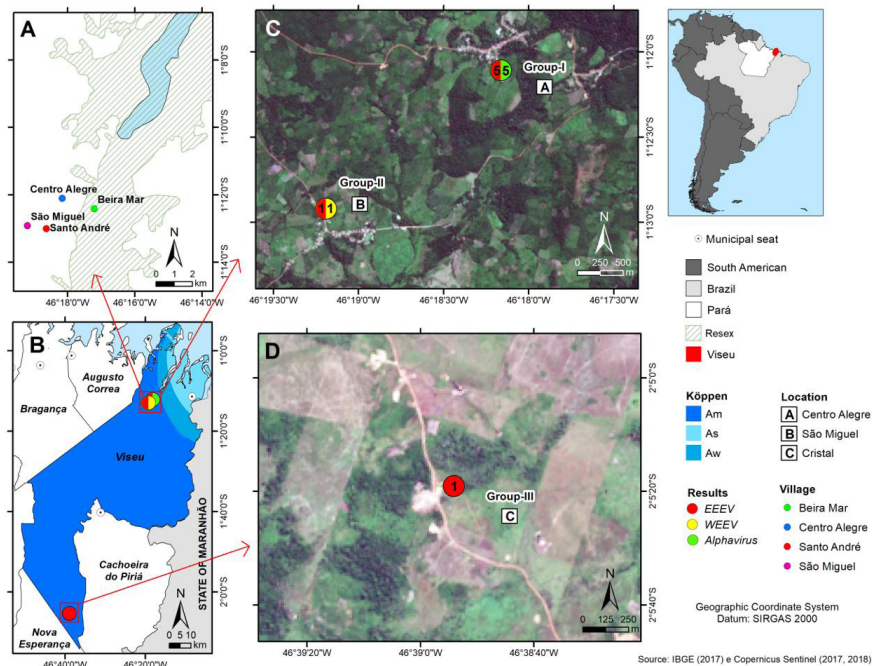 A
1°8'0"S
1°10'0"S
1°12'0"S
1°14'0"S
Centro Alegre
Beira Mar
São Miguel
Santo André
N
0 1 2
km
46°18'0"W 46°16'0"W 46°14'0"W
B
1°0'0"S
1°20'0"S
1°40'0"S
2°0'0"S
Augusto
Correa
Bragança
Viseu
STATE OF MARANHÃO
Cachoeira
do Piriá
Nova
Esperança
N
0 5 10
km
46°40'0"W 46°20'0"W
C
5 5
Group-I
A
Group-II
1 1
B
N
0 250 500
m
1°12'0"S
1°12'30"S
1°13'0"S
46°19'30"W 46°19'0"W 46°18'30"W 46°18'0"W 46°17'30"W
D
1
Group-III
C
N
0 125 250
m
2°5'0"S
2°5'20"S
2°5'40"S
46°39'20"W 46°39'0"W 46°38'40"W
Municipal seat
South American
Brazil
Pará
Resex
Viseu
Köppen
Am
As
Aw
Location
A Centro Alegre
B São Miguel
C Cristal
Results
EEEV
WEEV
Alphavirus
Village
Beira Mar
Centro Alegre
Santo André
São Miguel
Geographic Coordinate System
Datum: SIRGAS 2000
Source: IBGE (2017) e Copernicus Sentinel (2017, 2018)